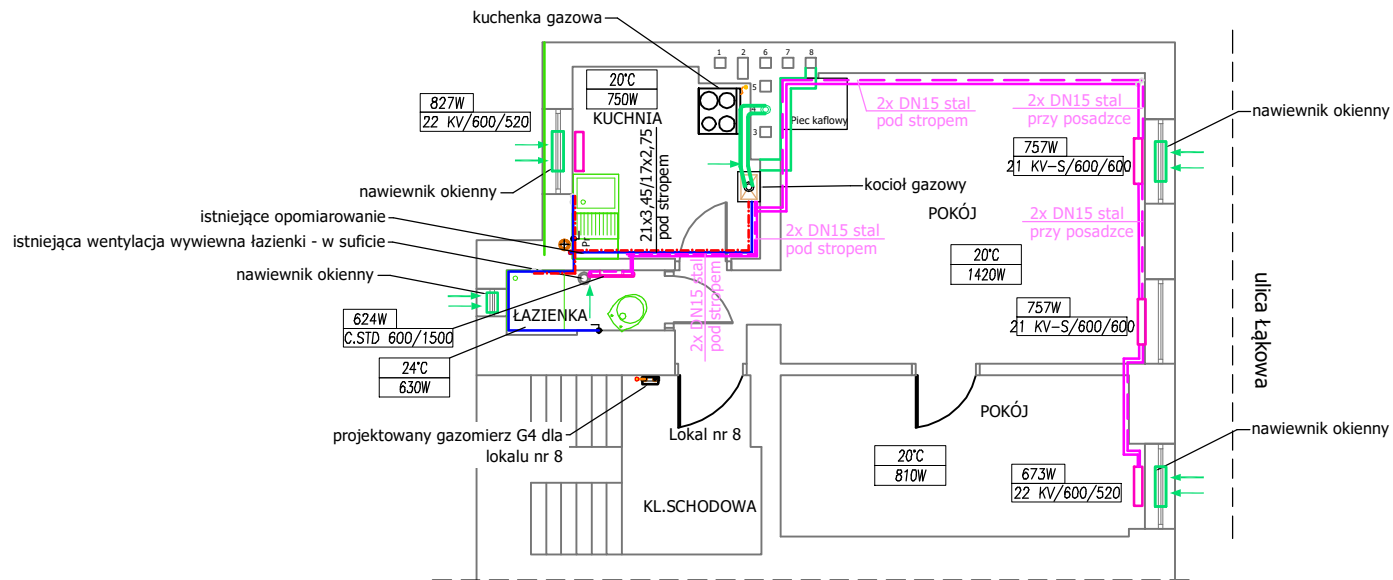 kuchenka gazowa
1 2 6 7 8
5
4
3
20°C
750W
KUCHNIA
827W
22 KV/600/520
nawiewnik okienny
istniejące opomiarowanie
istniejąca wentylacja wywiewna łazienki - w suficie
nawiewnik okienny
21x3,45/17x2,75
pod stropem
Piec kaflowy
2x DN15 stal
pod stropem
2x DN15 stal
przy posadzce
nawiewnik okienny
757W
21 KV-S/600/600
kocioł gazowy
POKÓJ
2x DN15 stal
pod stropem
2x DN15 stal
przy posadzce
20°C
1420W
2x DN15 stal
pod stropem
ŁAZIENKA
624W
C.STD 600/1500
24°C
630W
757W
21 KV-S/600/600
ulica Łąkowa
projektowany gazomierz G4 dla
lokalu nr 8
Lokal nr 8
KL.SCHODOWA
POKÓJ
20°C
810W
673W
22 KV/600/520
nawiewnik okienny